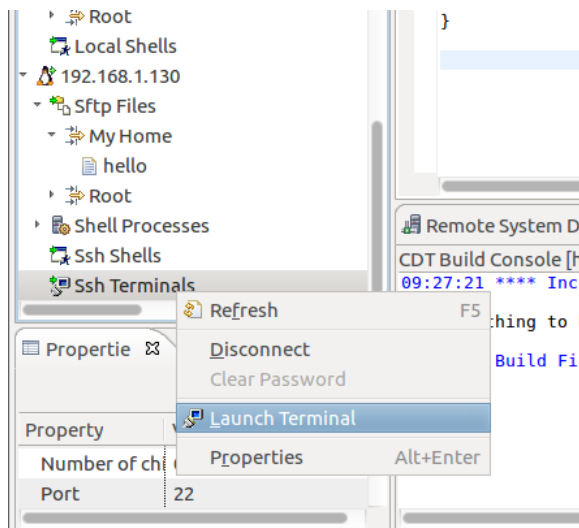 Root
Local Shells
192.168.1.130
Sftp Files
My Home
hello
Root
Shell Processes
Ssh Shells
Ssh Terminals
}
Remote System D
CDT Build Console [h
09:27:21 **** Inc
thing to
Build Fi
Refresh F5
Disconnect
Clear Password
Launch Terminal
Properties Alt+Enter
Propertie
Property
Number of chi
Port 22